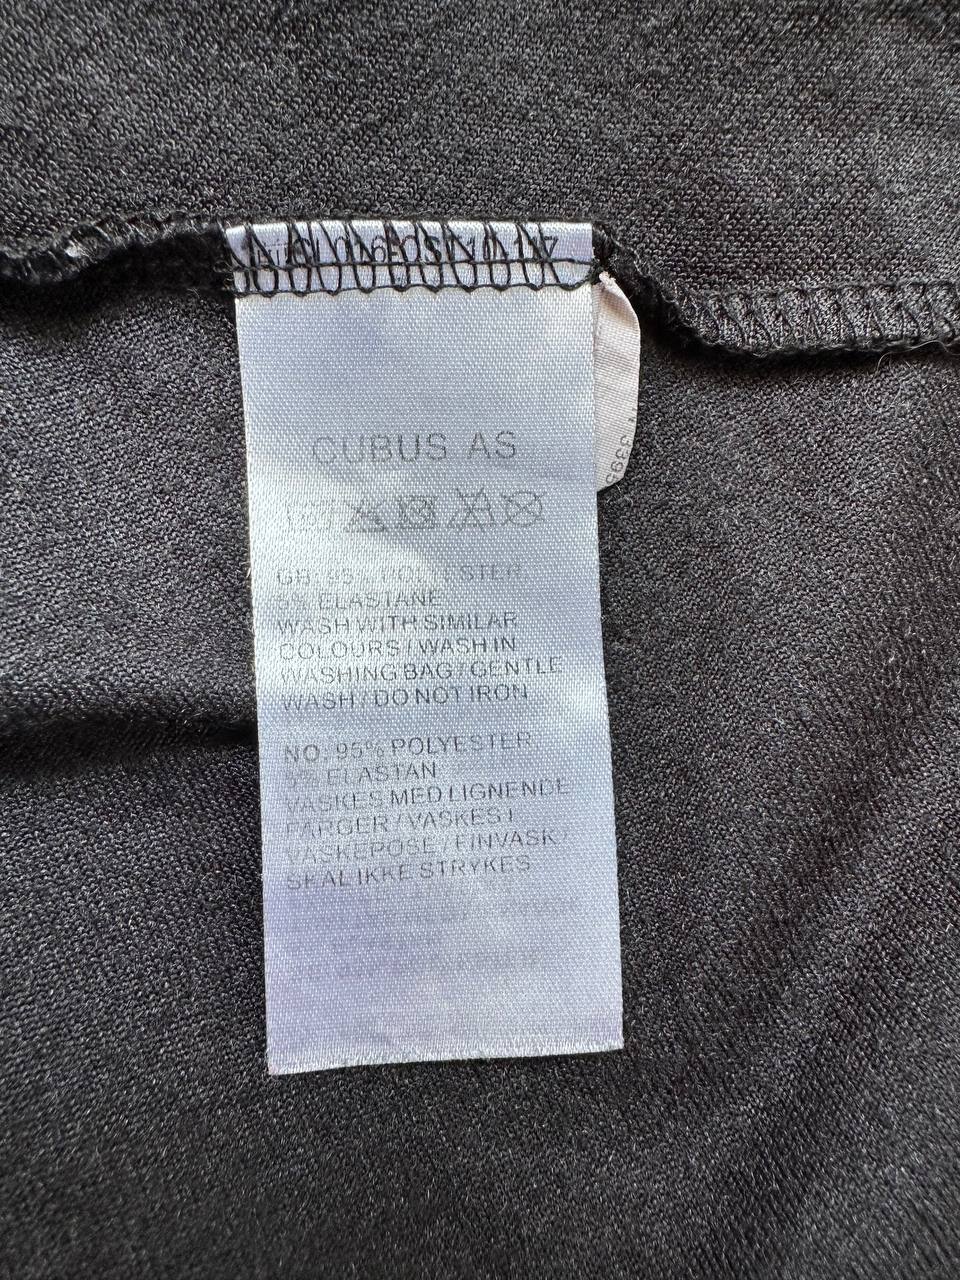 CUBUS AS
GB: 95% POLYESTER
5% ELASTANE
WASH WITH SIMILAR
COLOURS / WASH IN
WASHING BAG / GENTLE
WASH / DO NOT IRON
NO: 95% POLYESTER
5% ELASTAN
VASKES MED LIGNENDE
FARGER / VASKES I
VASKEPOSE / FINVASK /
SKAL IKKE STRYKES
3395